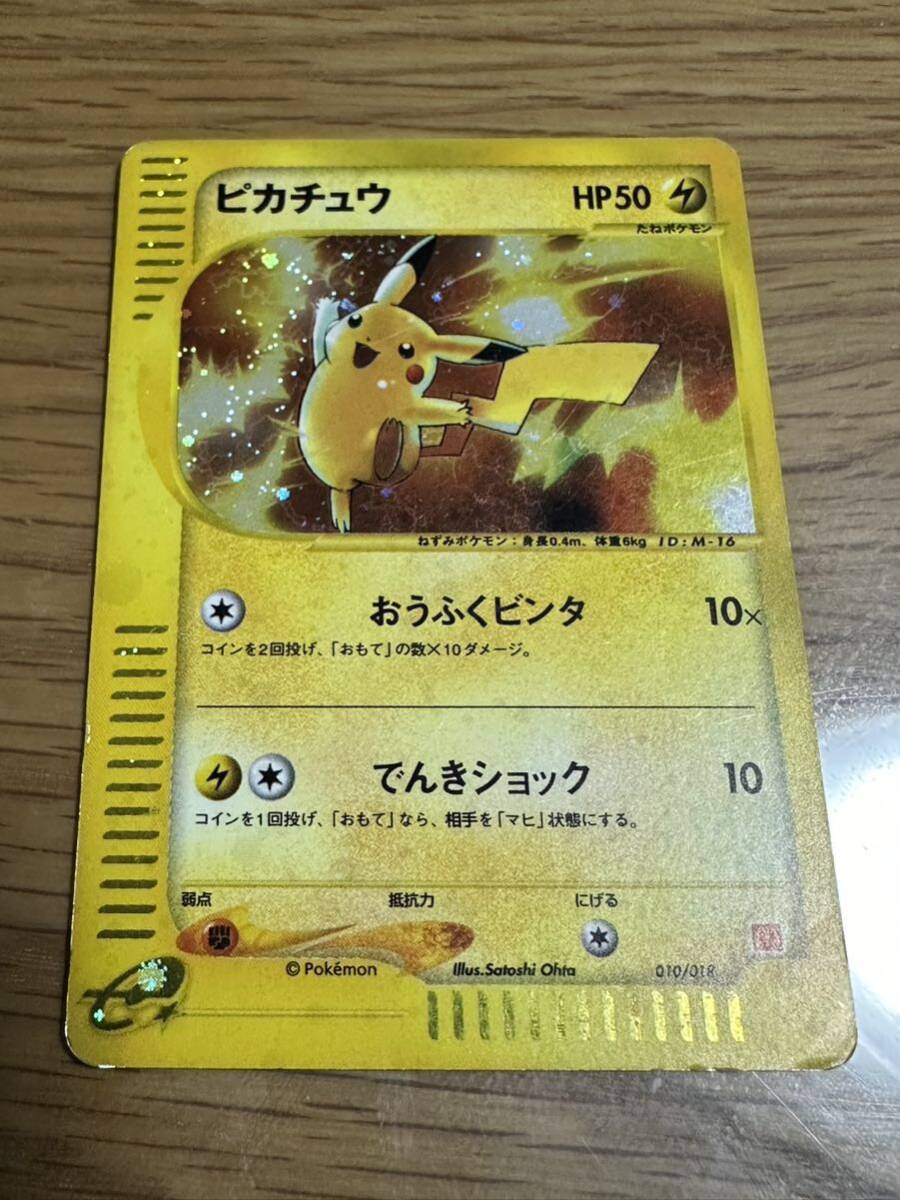 ピカチュウ HP50
たねポケモン
ねずみポケモン：身長0.4m、体重6kg ID:M-16
おうふくビンタ 10×
コインを2回投げ、「おもて」の数×10ダメージ。
でんきショック 10
コインを1回投げ、「おもて」なら、相手を「マヒ」状態にする。
弱点 抵抗力 にげる
©Pokémon Illus.Satoshi Ohta 010/018
e